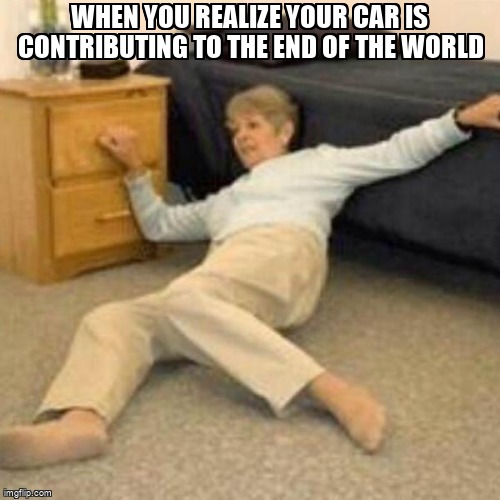 WHEN YOU REALIZE YOUR CAR IS
CONTRIBUTING TO THE END OF THE WORLD
imgflip.com